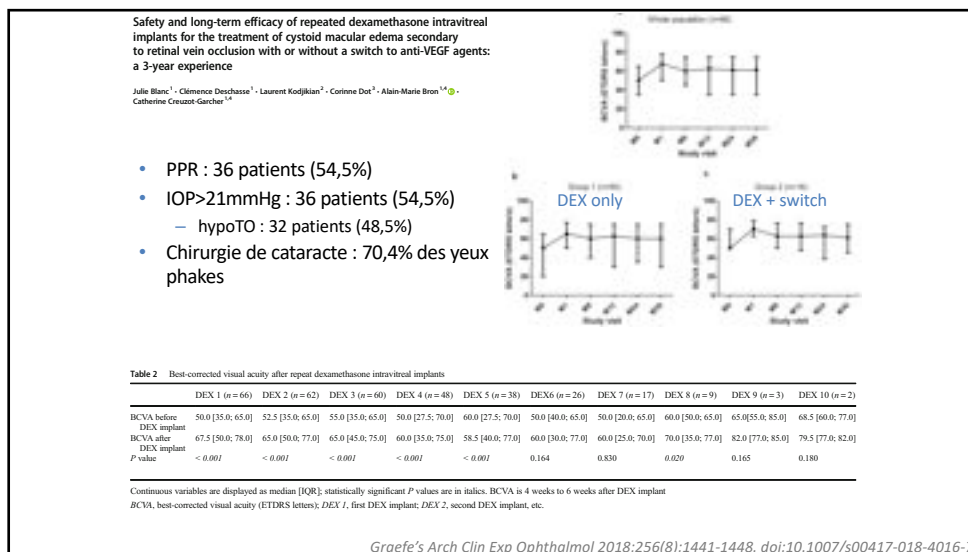 Safety and long-term efficacy of repeated dexamethasone intravitreal
implants for the treatment of cystoid macular edema secondary
to retinal vein occlusion with or without a switch to anti-VEGF agents:
a 3-year experience
Julie Blanc¹ · Clémence Deschasse¹ · Laurent Kodjikian² · Corinne Dot³ · Alain-Marie Bron¹,⁴ ·
Catherine Creuzot-Garcher¹,⁴
• PPR : 36 patients (54,5%)
• IOP>21mmHg : 36 patients (54,5%)
– hypoTO : 32 patients (48,5%)
• Chirurgie de cataracte : 70,4% des yeux
phakes
BCVA (ETDRS letters)
Study visit
DEX only
BCVA (ETDRS letters)
Study visit
DEX + switch
BCVA (ETDRS letters)
Study visit
Table 2 Best-corrected visual acuity after repeat dexamethasone intravitreal implants
DEX 1 (n = 66) DEX 2 (n = 62) DEX 3 (n = 60) DEX 4 (n = 48) DEX 5 (n = 38) DEX6 (n = 26) DEX 7 (n = 17) DEX 8 (n = 9) DEX 9 (n = 3) DEX 10 (n = 2)
BCVA before
DEX implant
50.0 [35.0; 65.0] 52.5 [35.0; 65.0] 55.0 [35.0; 65.0] 50.0 [27.5; 70.0] 60.0 [27.5; 70.0] 50.0 [40.0; 65.0] 50.0 [20.0; 65.0] 60.0 [50.0; 65.0] 65.0[55.0; 85.0] 68.5 [60.0; 77.0]
BCVA after
DEX implant
67.5 [50.0; 78.0] 65.0 [50.0; 77.0] 65.0 [45.0; 75.0] 60.0 [35.0; 75.0] 58.5 [40.0; 77.0] 60.0 [30.0; 77.0] 60.0 [25.0; 70.0] 70.0 [35.0; 77.0] 82.0 [77.0; 85.0] 79.5 [77.0; 82.0]
P value < 0.001 < 0.001 < 0.001 < 0.001 < 0.001 0.164 0.830 0.020 0.165 0.180
Continuous variables are displayed as median [IQR]; statistically significant P values are in italics. BCVA is 4 weeks to 6 weeks after DEX implant
BCVA, best-corrected visual acuity (ETDRS letters); DEX 1, first DEX implant; DEX 2, second DEX implant, etc.
Graefe's Arch Clin Exp Ophthalmol 2018;256(8):1441-1448. doi:10.1007/s00417-018-4016-7